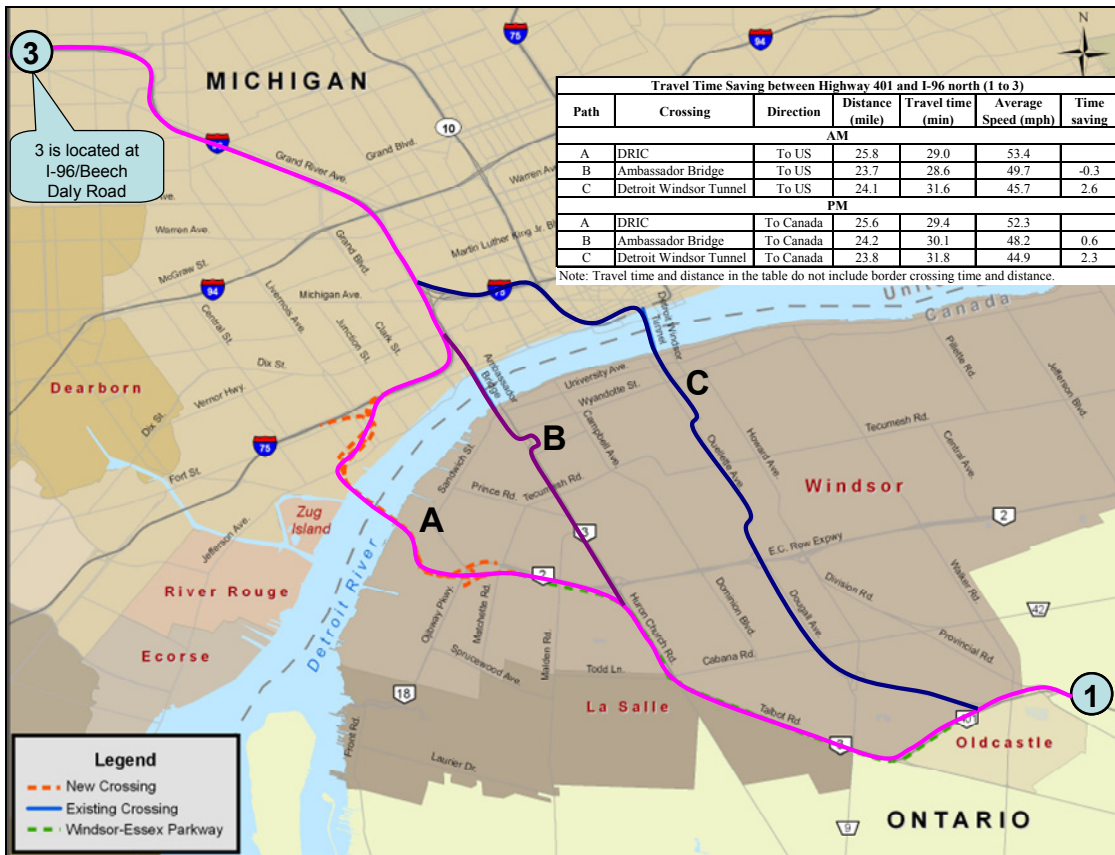 3
3 is located at
I-96/Beech
Daly Road
MICHIGAN
75
94
N
10
Grand River Ave.
Grand Blvd.
Warren Ave.
Martin Luther King Jr. Bl
Travel Time Saving between Highway 401 and I-96 north (1 to 3)
Path Crossing Direction Distance (mile) Travel time (min) Average Speed (mph) Time saving
AM
A DRIC To US 25.8 29.0 53.4
B Ambassador Bridge To US 23.7 28.6 49.7 -0.3
C Detroit Windsor Tunnel To US 24.1 31.6 45.7 2.6
PM
A DRIC To Canada 25.6 29.4 52.3
B Ambassador Bridge To Canada 24.2 30.1 48.2 0.6
C Detroit Windsor Tunnel To Canada 23.8 31.8 44.9 2.3
Note: Travel time and distance in the table do not include border crossing time and distance.
Warren Ave.
McGraw St.
Grand Blvd.
94
Livernois Ave.
Central St.
Michigan Ave.
Junction St.
Clark St.
75
Dix St.
Vernor Hwy.
Dearborn
Dix St.
75
Fort St.
Jefferson Ave.
Zug
Island
River Rouge
Ecorse
Detroit River
Ambassador
Bridge
Detroit Windsor
Tunnel
Canada
University Ave.
Wyandotte St.
Campbell Ave.
Sandwich St.
Prince Rd.
Tecumseh Rd.
Ouellette Ave.
Howard Ave.
Tecumseh Rd.
Central Ave.
Pillette Rd.
Jefferson Blvd.
A
B
C
Windsor
3
2
2
E.C. Row Expwy
Division Rd.
Walker Rd.
42
Provincial Rd.
Dougall Ave.
Dominion Blvd.
Huron Church Rd.
Cabana Rd.
Todd Ln.
Ojibway Pkwy.
Matchette Rd.
Malden Rd.
Sprucewood Ave.
18
Front Rd.
Laurier Dr.
La Salle
Talbot Rd.
3
401
Oldcastle
1
9
ONTARIO
Legend
New Crossing
Existing Crossing
Windsor-Essex Parkway